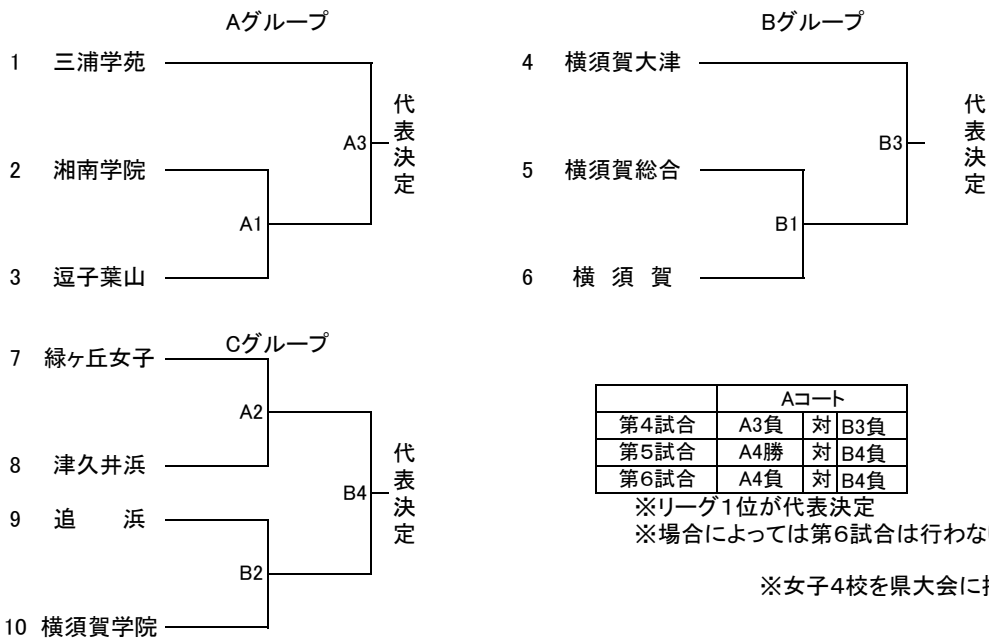 Aグループ
1 三浦学苑
2 湘南学院
3 逗子葉山
A1
A3
代表決定
Bグループ
4 横須賀大津
5 横須賀総合
6 横 須 賀
B1
B3
代表決定
Cグループ
7 緑ヶ丘女子
8 津久井浜
9 追 浜
10 横須賀学院
A2
B2
B4
代表決定
Aコート
第4試合 A3負 対 B3負
第5試合 A4勝 対 B4負
第6試合 A4負 対 B4負
※リーグ1位が代表決定
※場合によっては第6試合は行わな
※女子4校を県大会に